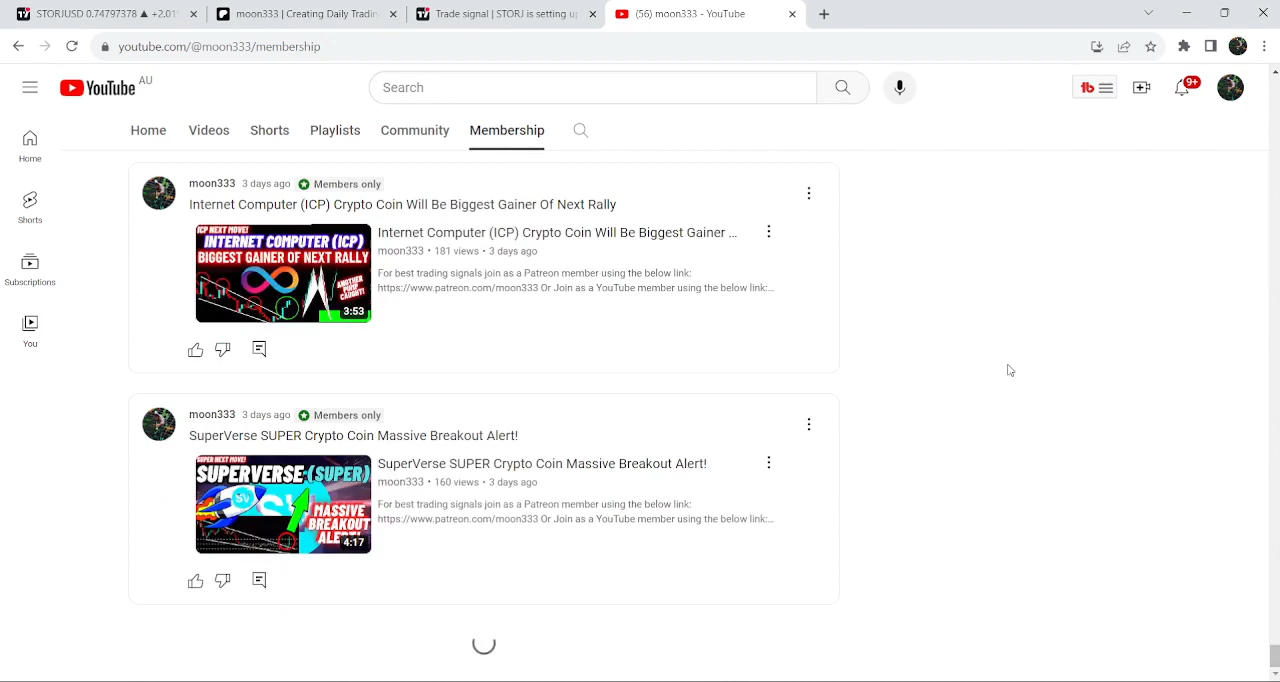 STORJUSD 0.74797378 ▲ +2.01
moon333 | Creating Daily Tradin
Trade signal | STORJ is setting up
(56) moon333 - YouTube
youtube.com/@moon333/membership
YouTube AU
Search
9+
Home
Videos
Shorts
Playlists
Community
Membership
Home
Shorts
Subscriptions
You
moon333 3 days ago Members only
Internet Computer (ICP) Crypto Coin Will Be Biggest Gainer Of Next Rally
ICP NEXT MOVE!
INTERNET COMPUTER (ICP)
BIGGEST GAINER OF NEXT RALLY
ANOTHER
CAUGHT!
3:53
Internet Computer (ICP) Crypto Coin Will Be Biggest Gainer ...
moon333 • 181 views • 3 days ago
For best trading signals join as a Patreon member using the below link:
https://www.patreon.com/moon333 Or Join as a YouTube member using the below link:...
moon333 3 days ago Members only
SuperVerse SUPER Crypto Coin Massive Breakout Alert!
SUPER NEXT MOVE!
SUPERVERSE (SUPER)
MASSIVE
BREAKOUT
4:17
SuperVerse SUPER Crypto Coin Massive Breakout Alert!
moon333 • 160 views • 3 days ago
For best trading signals join as a Patreon member using the below link:
https://www.patreon.com/moon333 Or Join as a YouTube member using the below link:...